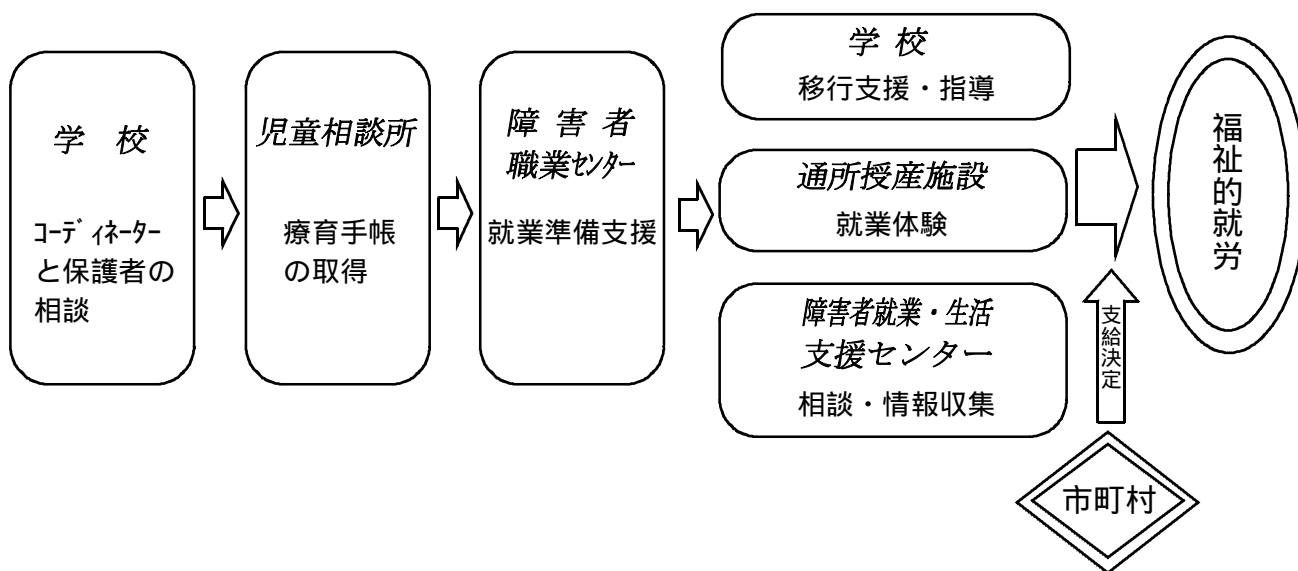 学 校
コーディネーター
と保護者の
相談
児童相談所
療育手帳
の取得
障 害 者
職業センター
就業準備支援
学 校
移行支援・指導
通所授産施設
就業体験
障害者就業・生活
支援センター
相談・情報収集
支給決定
市町村
福祉的就労